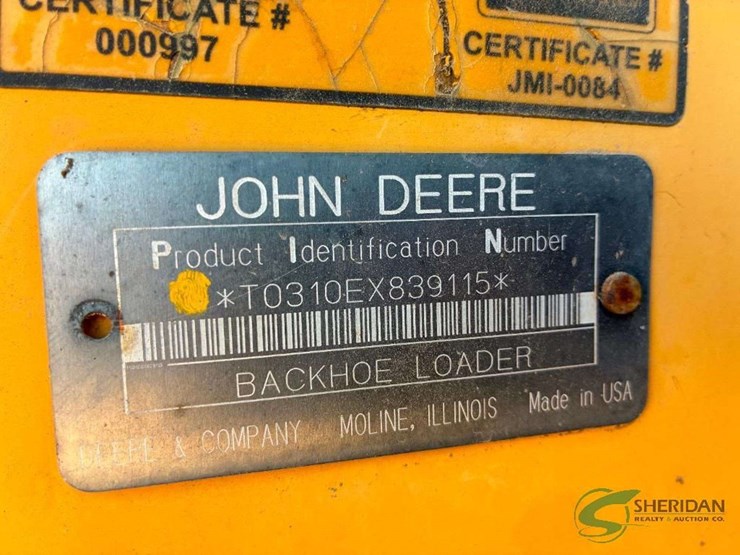 CERTIFICATE #
000997
CERTIFICATE #
JMI-0084
JOHN DEERE
Product Identification Number
*T0310EX839115*
BACKHOE LOADER
DEERE & COMPANY MOLINE, ILLINOIS Made in USA
SHERIDAN
REALTY & AUCTION CO.